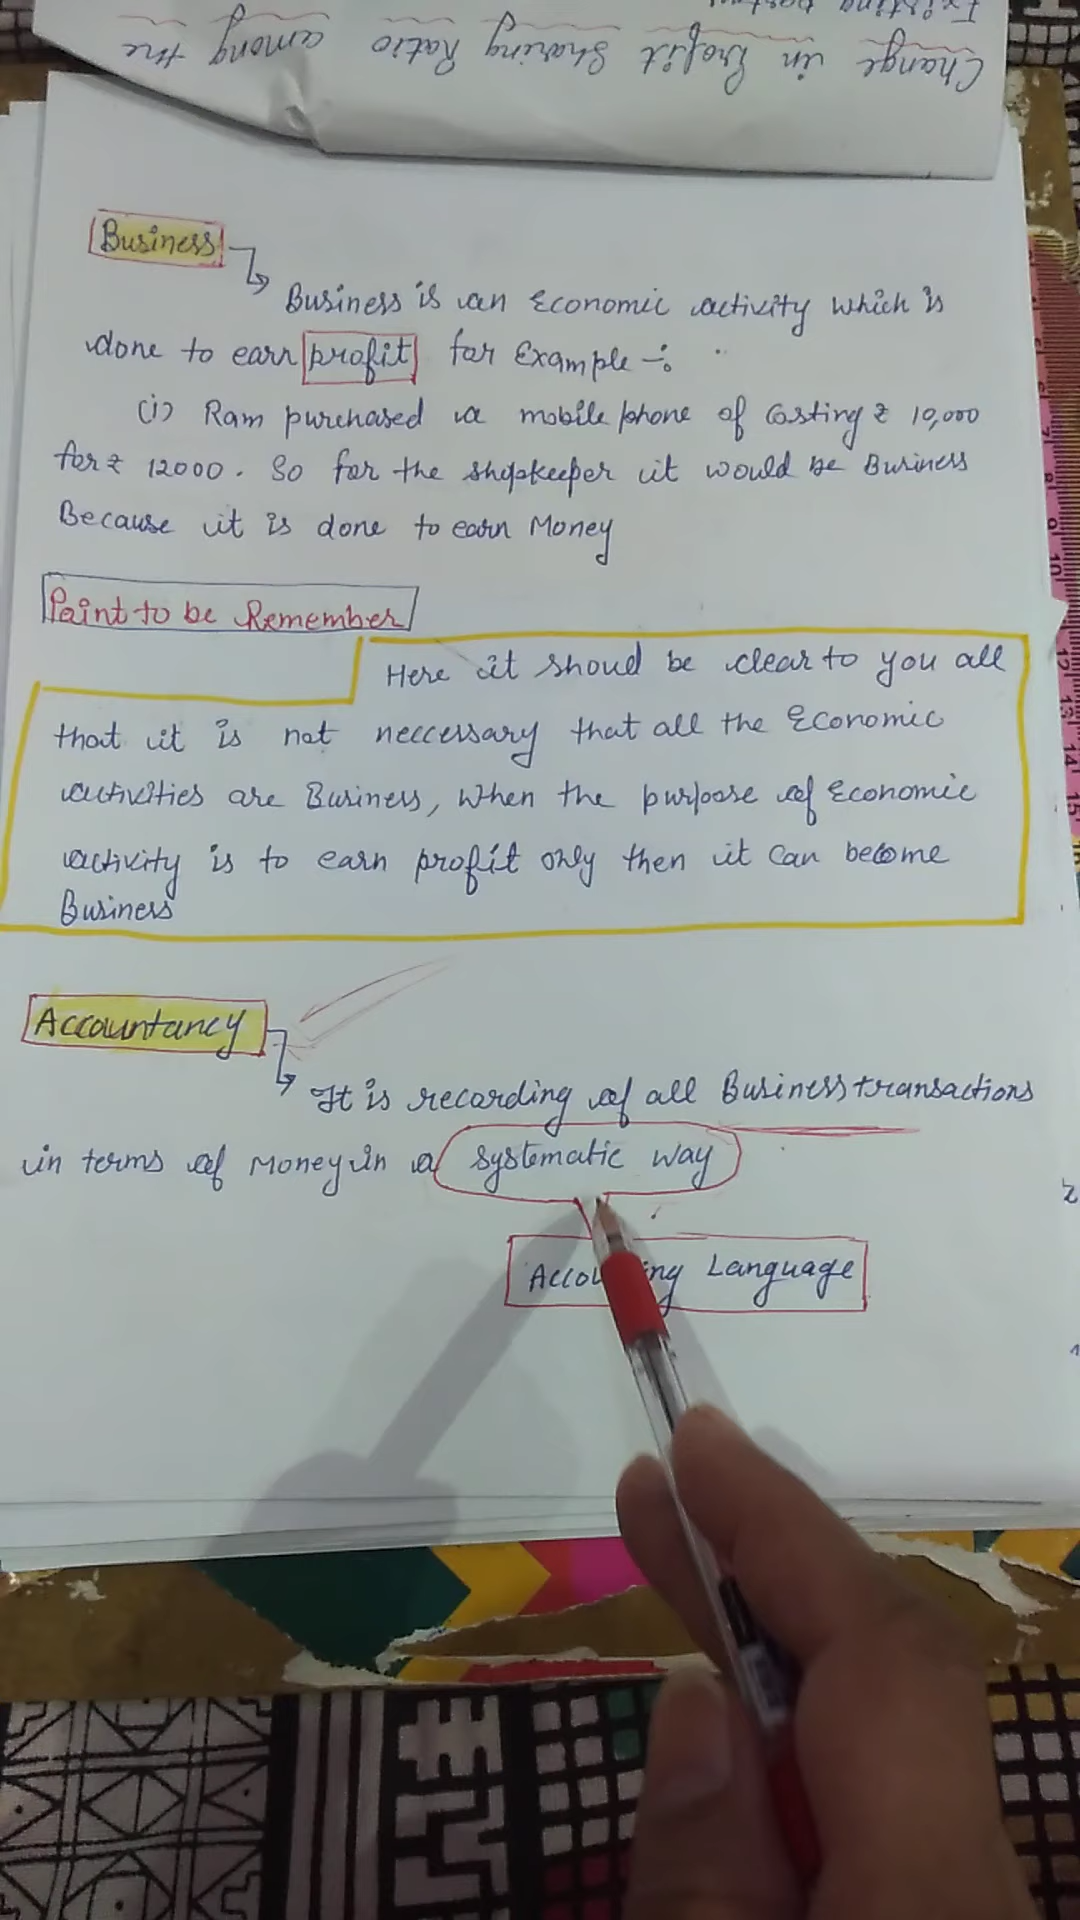 Existing
Change in Profit Sharing Ratio among the
Business
Business is an Economic activity which is
done to earn profit for Example -:
(i) Ram purchased a mobile phone of Costing ₹ 10,000
for ₹ 12000. So for the shopkeeper it would be Business
Because it is done to earn Money
Point to be Remember
Here it shoud be clear to you all
that it is not neccessary that all the Economic
activities are Business, When the purpose of Economic
activity is to earn profit only then it can become
Business
Accountancy
It is recording of all Business transactions
in terms of Money in a systematic way
Language